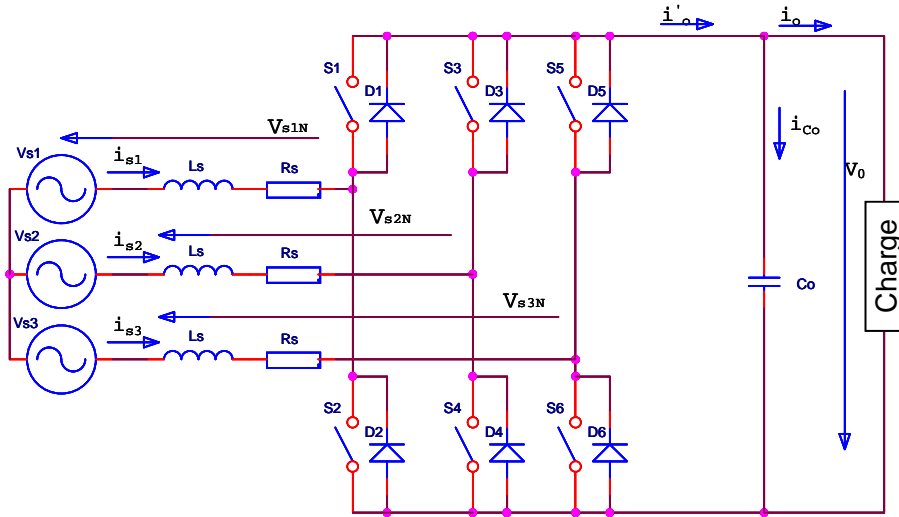 i'o
io
S1
S3
S5
D1
D3
D5
Vs1N
iCo
Vs1
is1
Ls
Rs
V0
Vs2N
Vs2
is2
Ls
Rs
Charge
Co
Vs3N
Vs3
is3
Ls
Rs
S2
S4
S6
D2
D4
D6